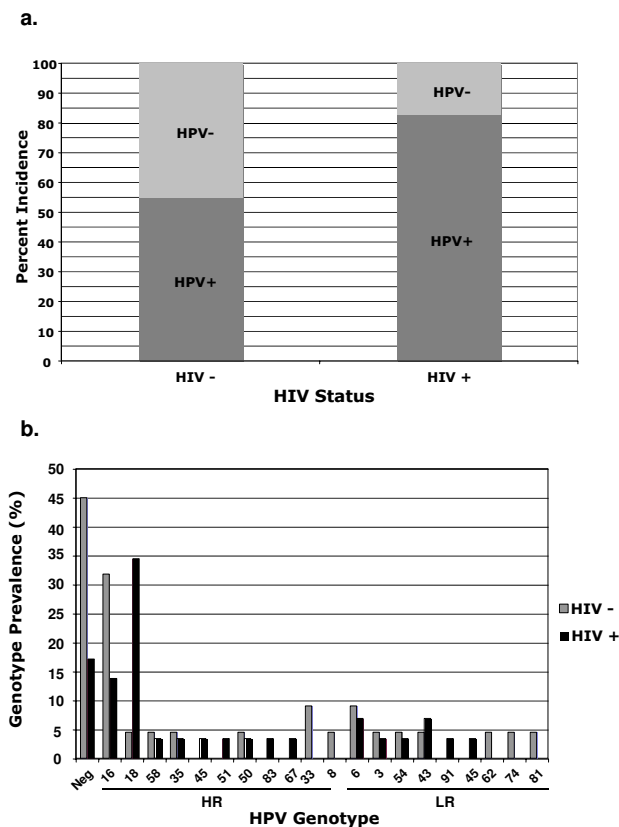 a.
100
90
80
70
60
50
40
30
20
10
0
Percent Incidence
HPV-
HPV+
HPV-
HPV+
HIV -
HIV +
HIV Status
b.
50
45
40
35
30
25
20
15
10
5
0
Genotype Prevalence (%)
HIV -
HIV +
Neg 16 18 58 35 45 51 50 83 67 33 8 6 3 54 43 91 45 62 74 81
HR LR
HPV Genotype